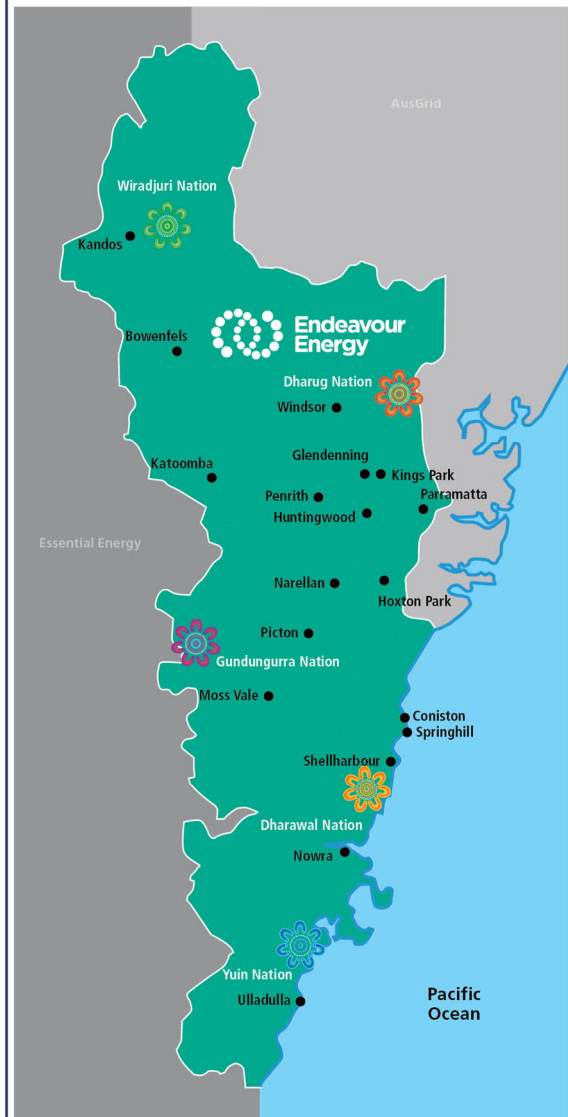 AusGrid
Wiradjuri Nation
Kandos
Endeavour
Energy
Bowenfels
Dharug Nation
Windsor
Glendenning
Katoomba
Kings Park
Penrith
Parramatta
Huntingwood
Essential Energy
Narellan
Hoxton Park
Picton
Gundungurra Nation
Moss Vale
Coniston
Springhill
Shellharbour
Dharawal Nation
Nowra
Yuin Nation
Ulladulla
Pacific
Ocean